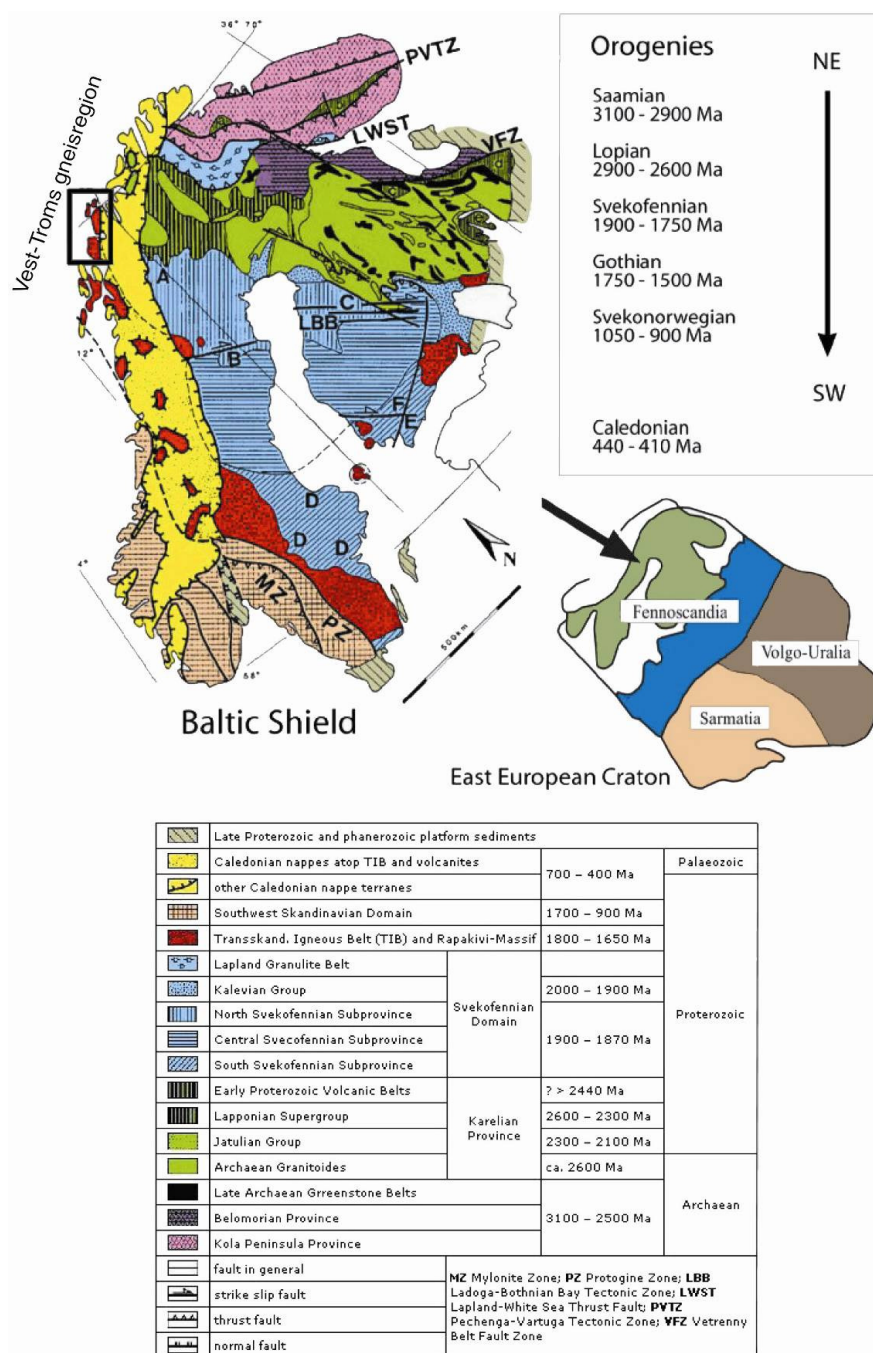 36° 70°
PVTZ
Vest-Troms gneisregion
LWST
VFZ
A
C
LBB
12°
B
F
E
D
D
D
4°
MZ
PZ
58°
N
500km
Baltic Shield
Orogenies
NE
Saamian
3100 - 2900 Ma
Lopian
2900 - 2600 Ma
Svekofennian
1900 - 1750 Ma
Gothian
1750 - 1500 Ma
Svekonorwegian
1050 - 900 Ma
SW
Caledonian
440 - 410 Ma
Fennoscandia
Volgo-Uralia
Sarmatia
East European Craton
Late Proterozoic and phanerozoic platform sediments
Caledonian nappes atop TIB and volcanites
700 – 400 Ma
Palaeozoic
other Caledonian nappe terranes
Southwest Skandinavian Domain
1700 – 900 Ma
Transskand. Igneous Belt (TIB) and Rapakivi-Massif
1800 – 1650 Ma
Lapland Granulite Belt
Kalevian Group
2000 – 1900 Ma
Svekofennian
Domain
North Svekofennian Subprovince
Proterozoic
Central Svecofennian Subprovince
1900 – 1870 Ma
South Svekofennian Subprovince
Early Proterozoic Volcanic Belts
? > 2440 Ma
Lapponian Supergroup
2600 – 2300 Ma
Karelian
Province
Jatulian Group
2300 – 2100 Ma
Archaean Granitoides
ca. 2600 Ma
Late Archaean Grreenstone Belts
Belomorian Province
3100 – 2500 Ma
Archaean
Kola Peninsula Province
fault in general
strike slip fault
thrust fault
normal fault
MZ Mylonite Zone; PZ Protogine Zone; LBB
Ladoga-Bothnian Bay Tectonic Zone; LWST
Lapland-White Sea Thrust Fault; PVTZ
Pechenga-Vartuga Tectonic Zone; VFZ Vetrenny
Belt Fault Zone